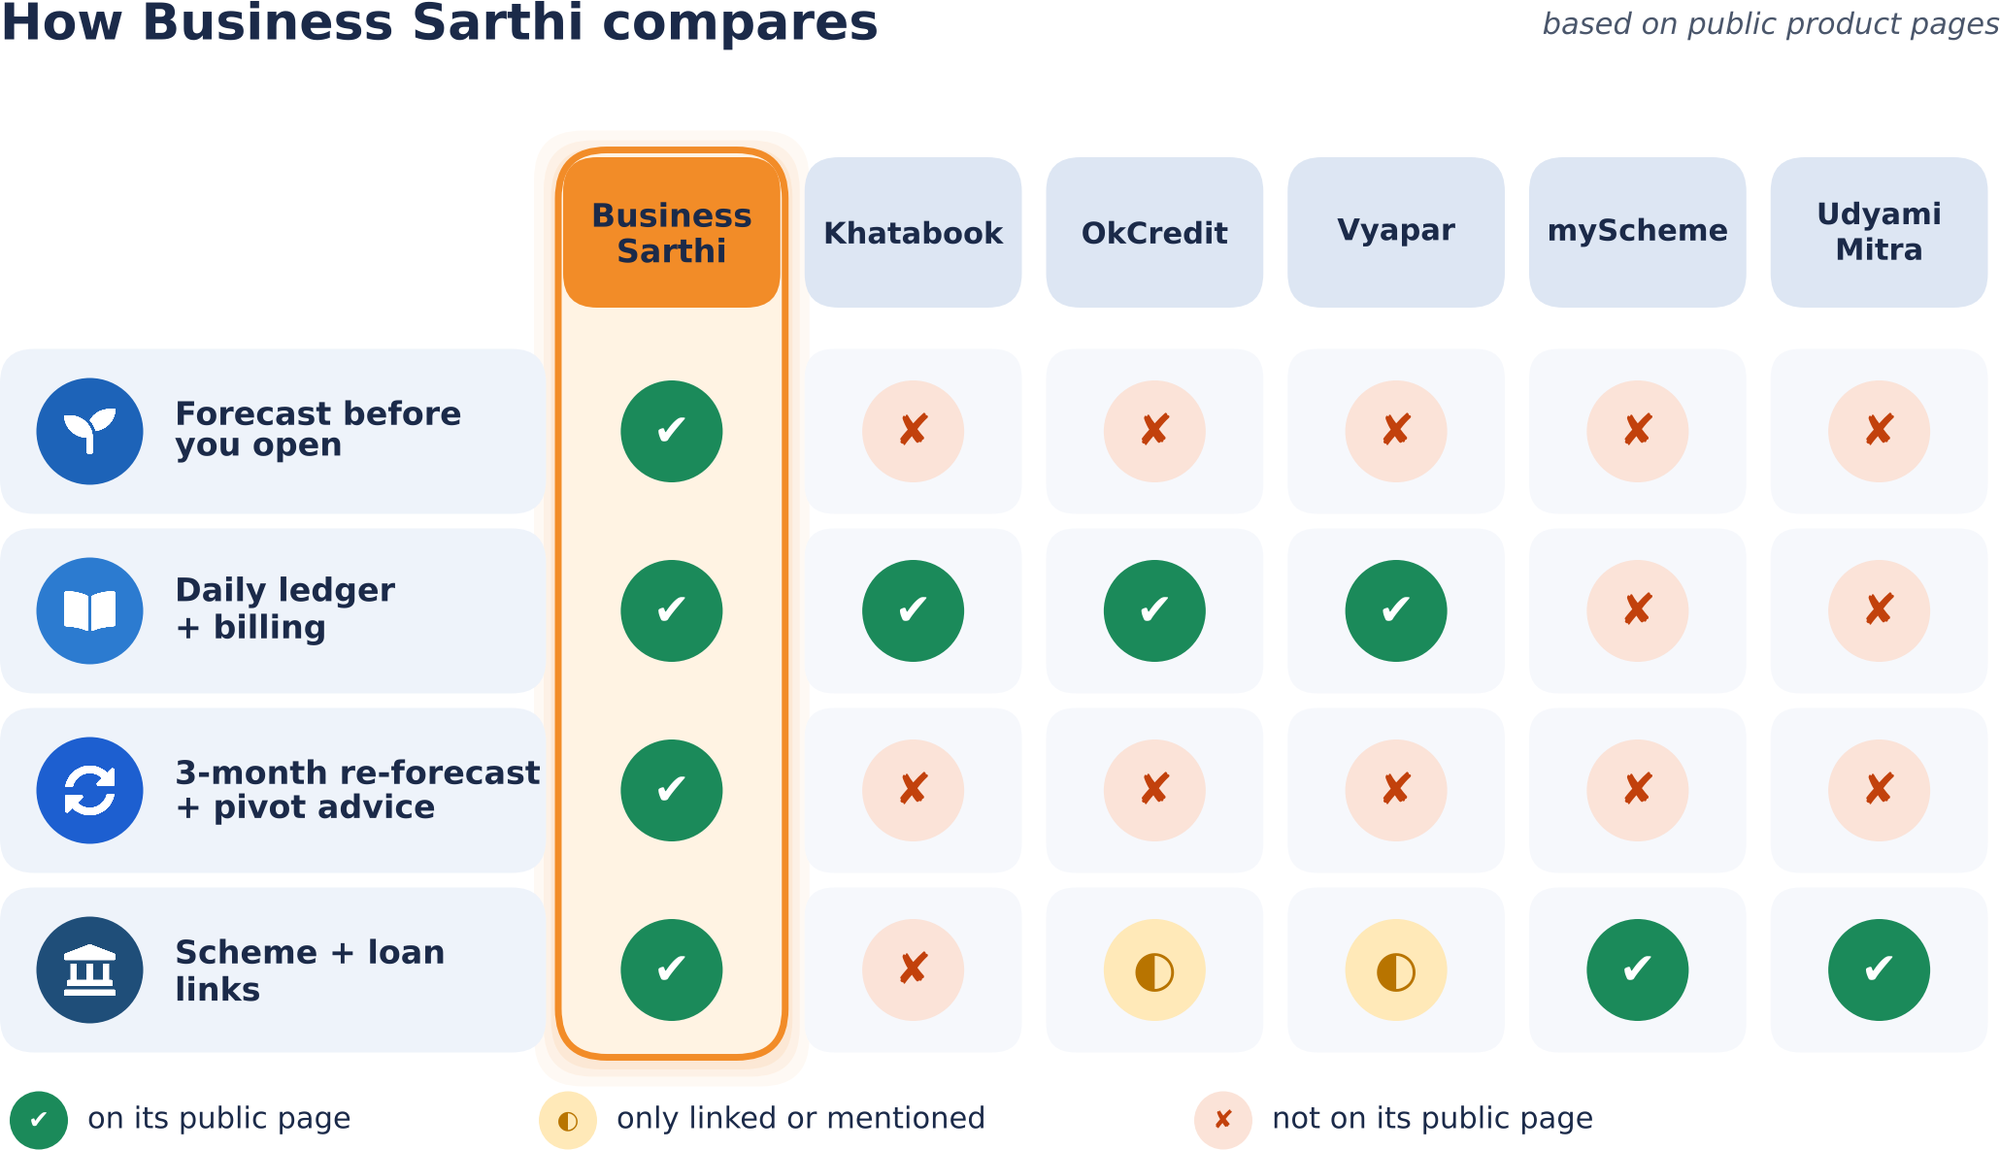 How Business Sarthi compares
based on public product pages
Business
Sarthi
Khatabook
OkCredit
Vyapar
myScheme
Udyami
Mitra
Forecast before
you open
✔ ✘ ✘ ✘ ✘ ✘
Daily ledger
+ billing
✔ ✔ ✔ ✔ ✘ ✘
3-month re-forecast
+ pivot advice
✔ ✘ ✘ ✘ ✘ ✘
Scheme + loan
links
✔ ✘ ◐ ◐ ✔ ✔
✔ on its public page
◐ only linked or mentioned
✘ not on its public page